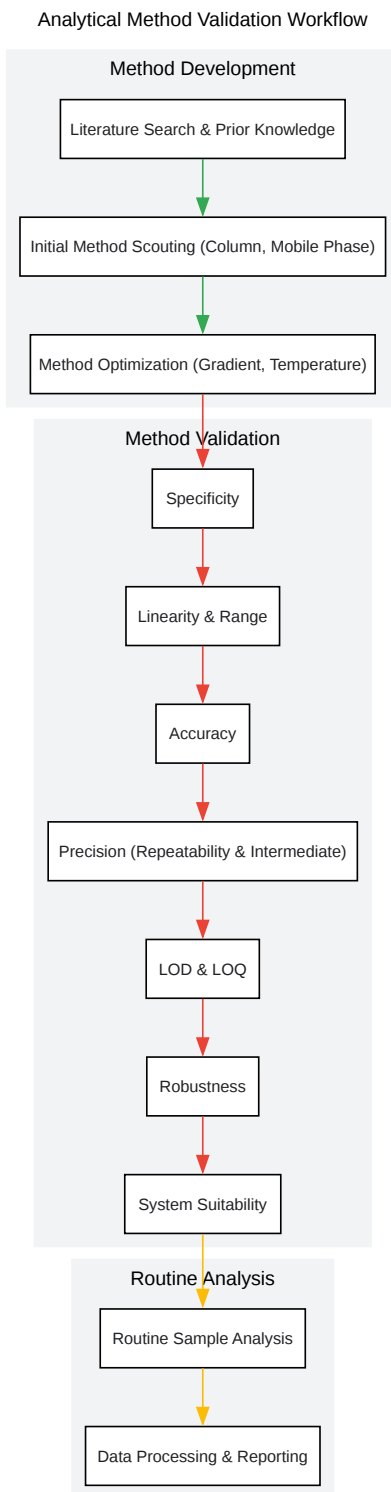 Analytical Method Validation Workflow
Method Development
Literature Search & Prior Knowledge
Initial Method Scouting (Column, Mobile Phase)
Method Optimization (Gradient, Temperature)
Method Validation
Specificity
Linearity & Range
Accuracy
Precision (Repeatability & Intermediate)
LOD & LOQ
Robustness
System Suitability
Routine Analysis
Routine Sample Analysis
Data Processing & Reporting